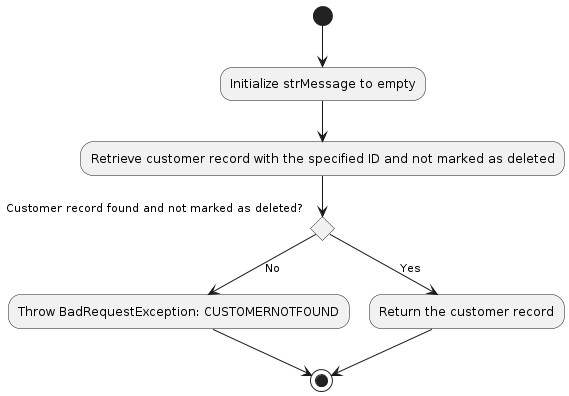 Initialize strMessage to empty
Retrieve customer record with the specified ID and not marked as deleted
Customer record found and not marked as deleted?
No
Yes
Throw BadRequestException: CUSTOMERNOTFOUND
Return the customer record